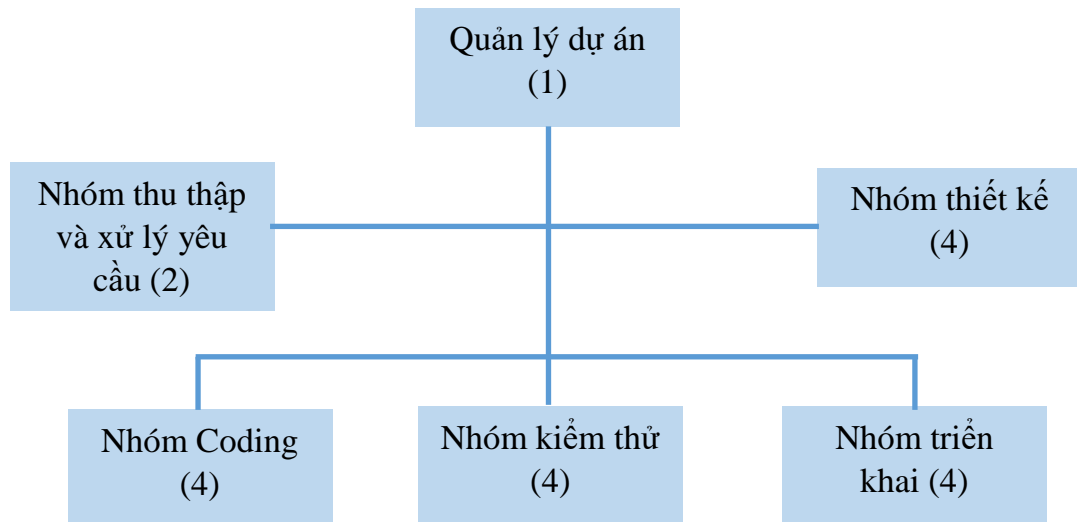 Quản lý dự án
(1)
Nhóm thu thập
và xử lý yêu
cầu (2)
Nhóm thiết kế
(4)
Nhóm Coding
(4)
Nhóm kiểm thử
(4)
Nhóm triển
khai (4)